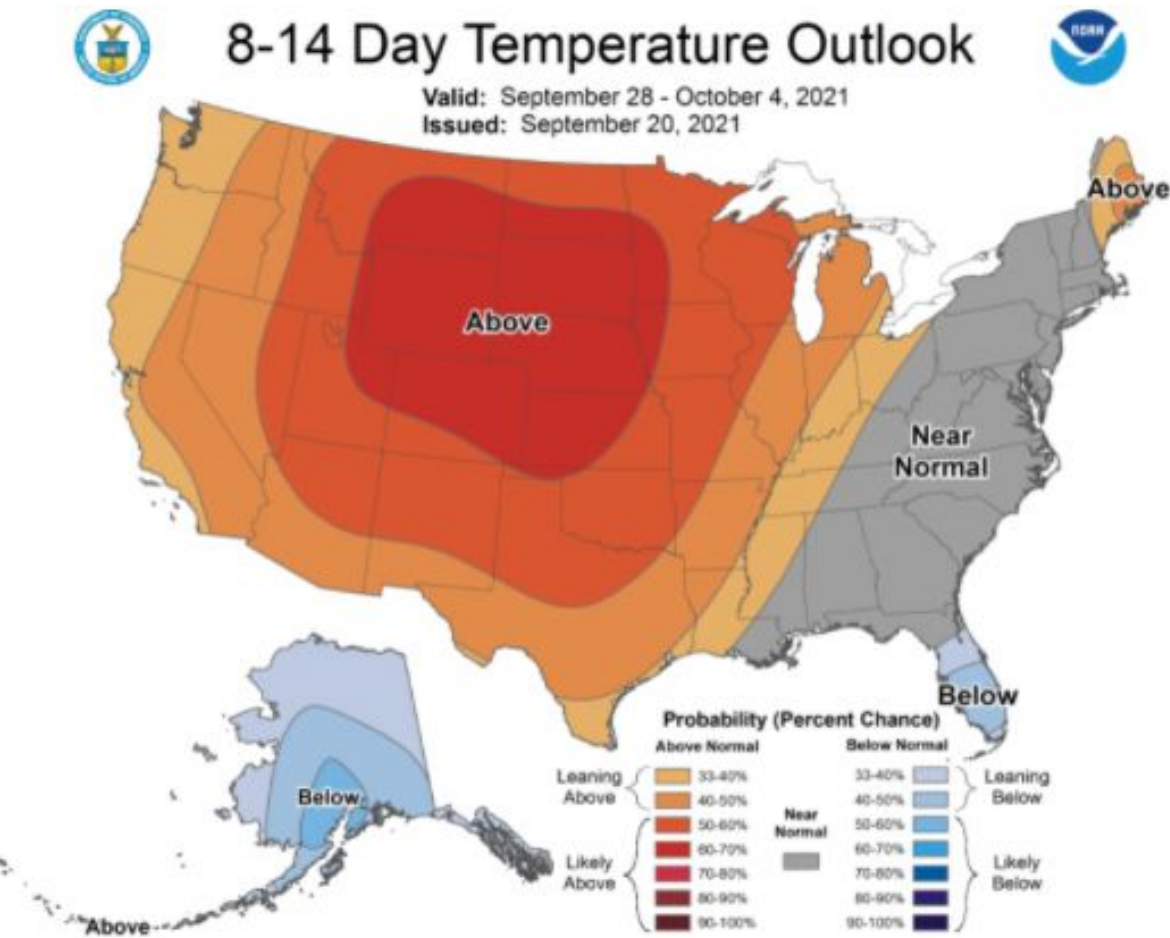 8-14 Day Temperature Outlook
NOAA
Valid: September 28 - October 4, 2021
Issued: September 20, 2021
Above
Above
Near
Normal
Below
Below
Above
Probability (Percent Chance)
Above Normal
Below Normal
Leaning
Above
33-40%
40-50%
Likely
Above
50-60%
60-70%
70-80%
80-90%
90-100%
Near
Normal
33-40%
40-50%
Leaning
Below
50-60%
60-70%
70-80%
80-90%
90-100%
Likely
Below